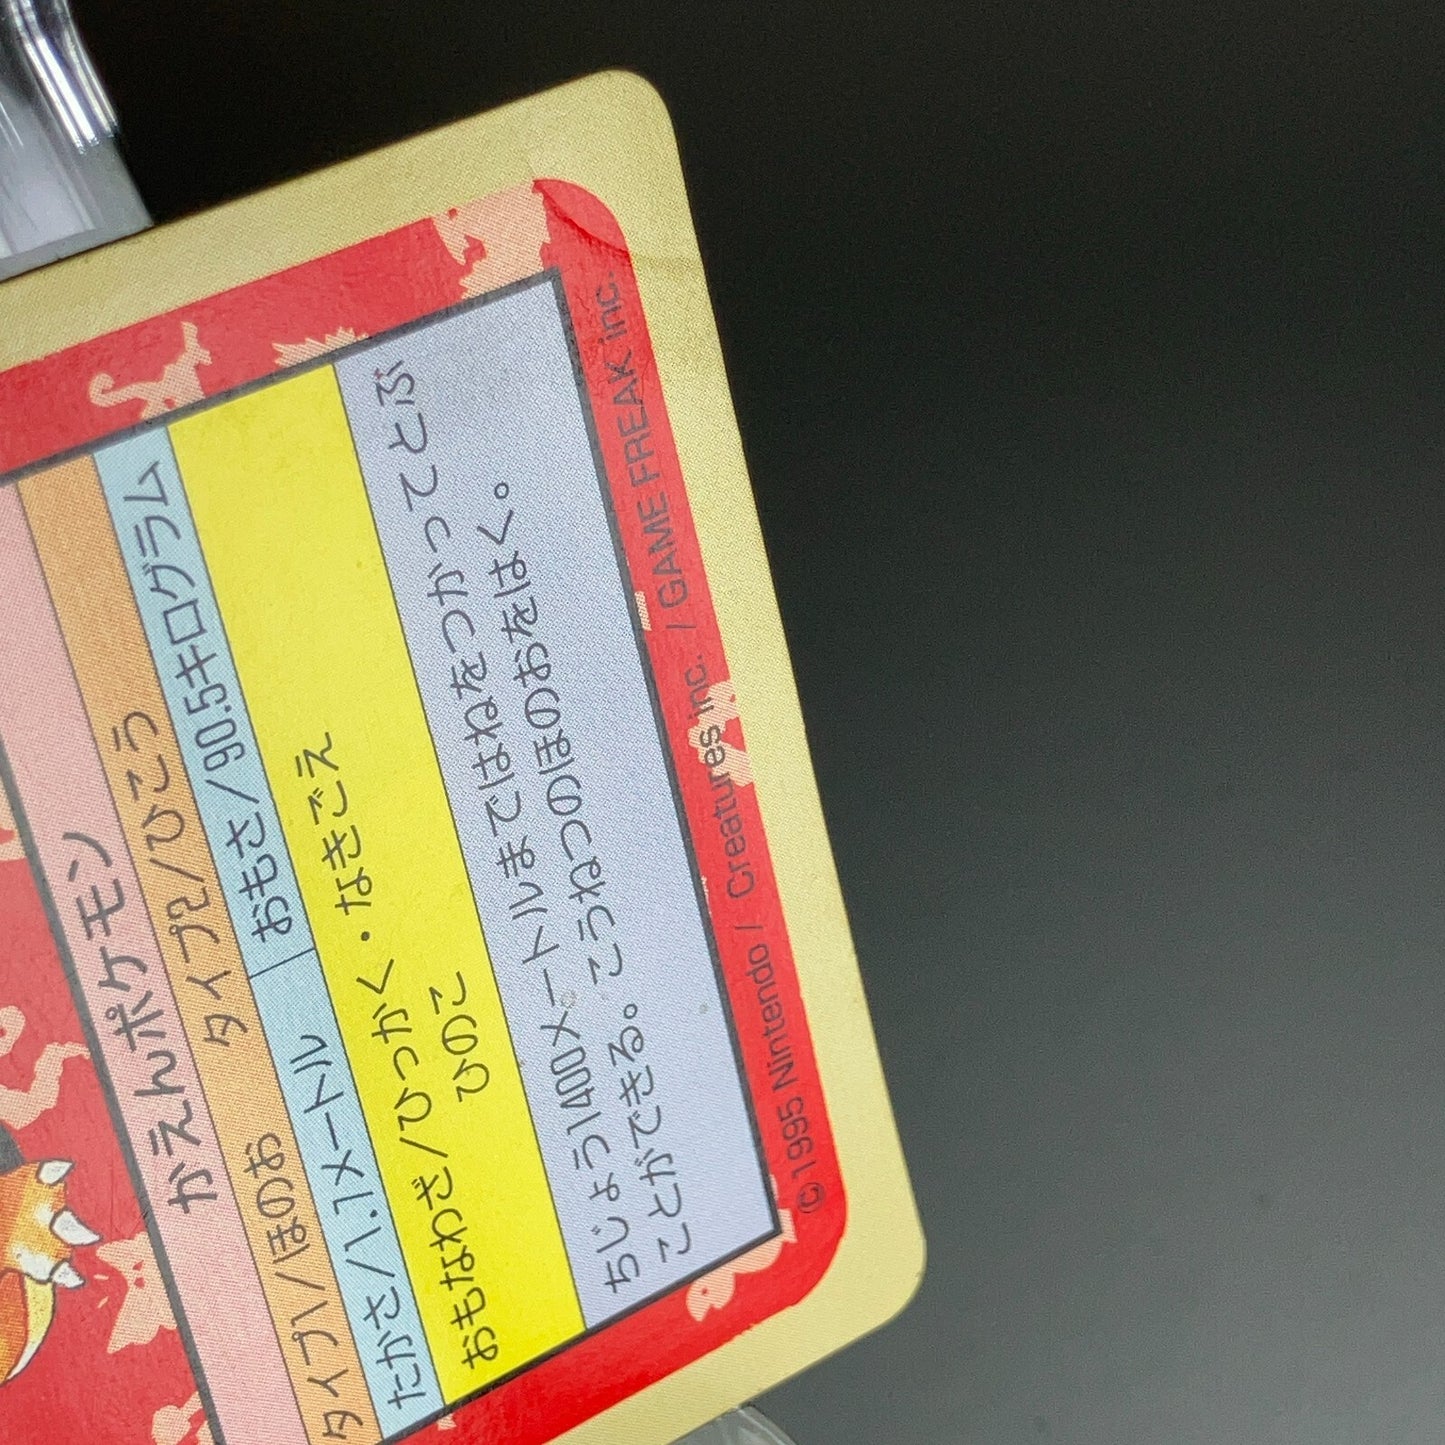 かえんポケモン
タイプ1/ほのお タイプ2/ひこう
たかさ/1.7メートル おもさ/90.5キログラム
おもなわざ/ひっかく・なきごえ
ひのこ
ちじょう1400メートルまではねをつかってとぶ
ことができる。こうねつのほのおをはく。
©1995 Nintendo / Creatures inc. / GAME FREAK inc.